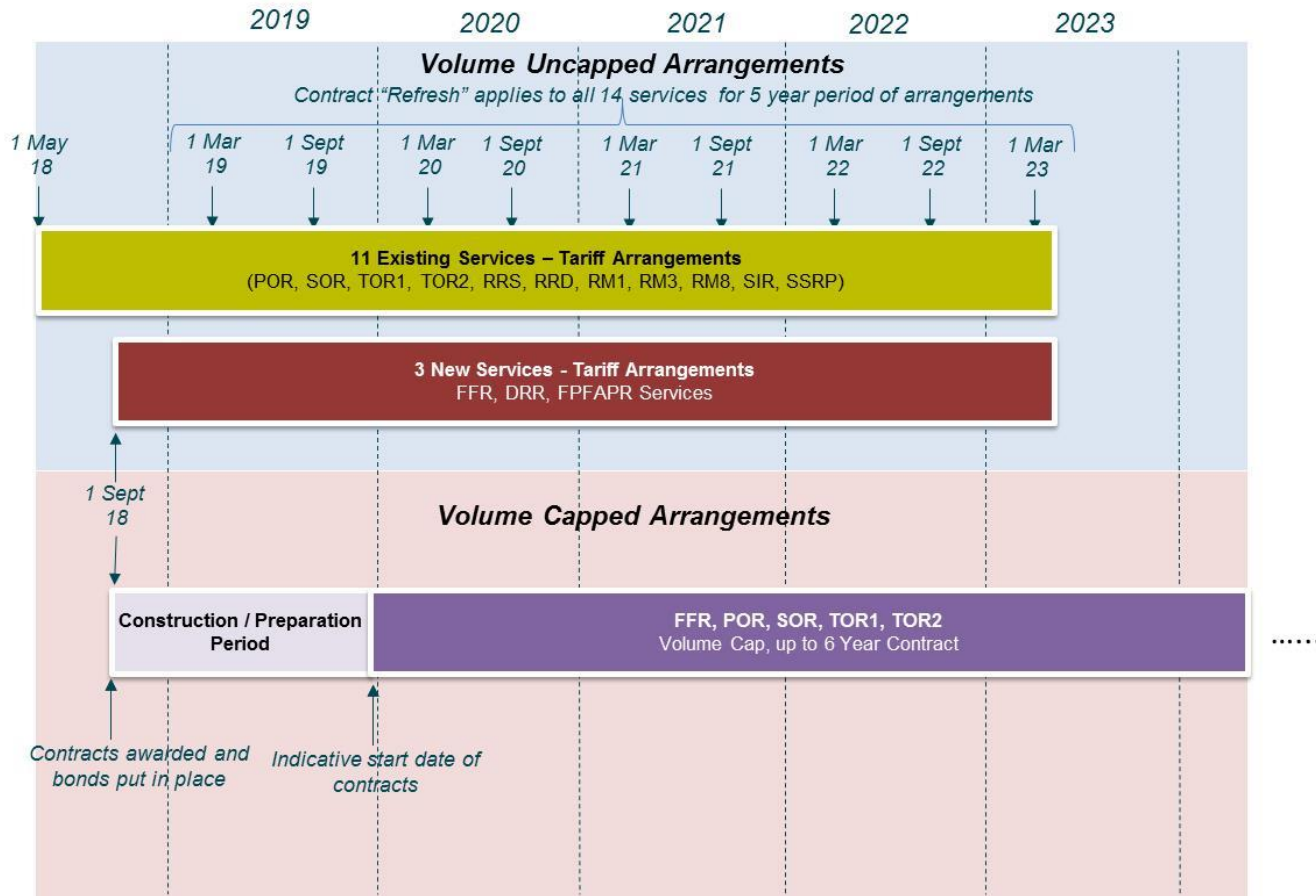 2019 2020 2021 2022 2023
Volume Uncapped Arrangements
Contract “Refresh” applies to all 14 services for 5 year period of arrangements
1 May 1 Mar 1 Sept 1 Mar 1 Sept 1 Mar 1 Sept 1 Mar 1 Sept 1 Mar
18 19 19 20 20 21 21 22 22 23
11 Existing Services – Tariff Arrangements
(POR, SOR, TOR1, TOR2, RRS, RRD, RM1, RM3, RM8, SIR, SSRP)
3 New Services - Tariff Arrangements
FFR, DRR, FPFAPR Services
1 Sept
18
Volume Capped Arrangements
Construction / Preparation
Period
FFR, POR, SOR, TOR1, TOR2
Volume Cap, up to 6 Year Contract
......
Contracts awarded and
bonds put in place
Indicative start date of
contracts